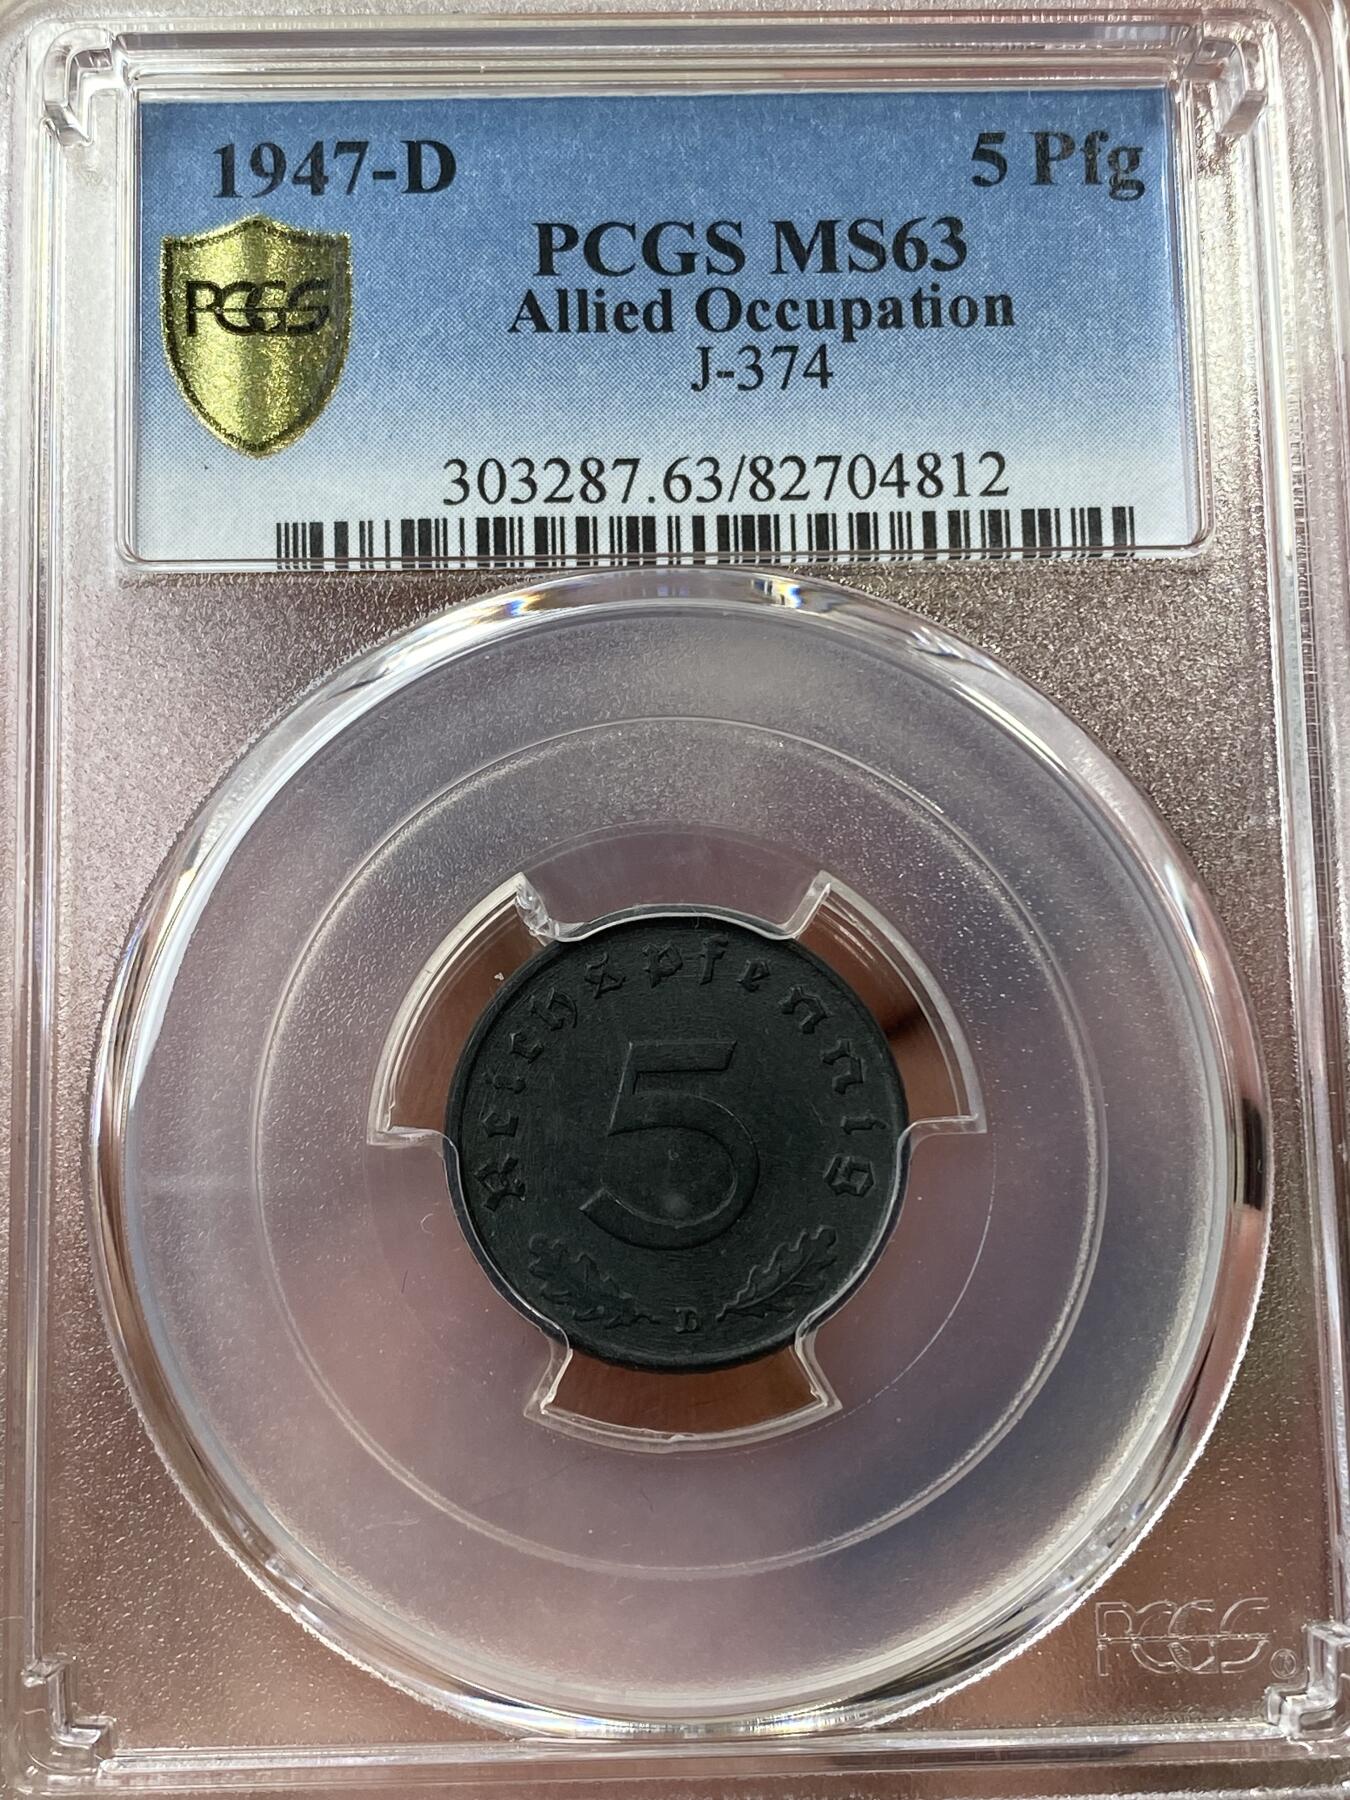 1947-D 5 Pfg
PCGS MS63
PCGS
Allied Occupation
J-374
303287.63/82704812
Reichspfennig
5
D
PCGS®